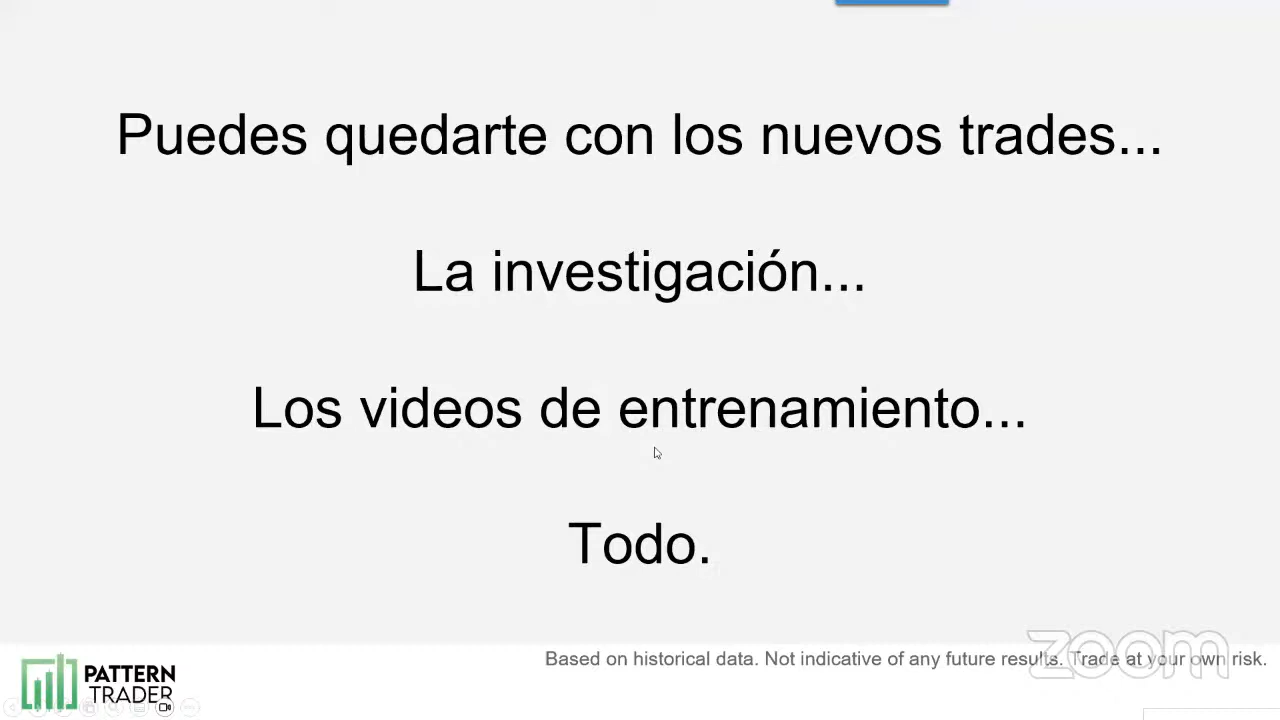 Puedes quedarte con los nuevos trades...
La investigación...
Los videos de entrenamiento...
Todo.
zoom
Based on historical data. Not indicative of any future results. Trade at your own risk.
PATTERN
TRADER